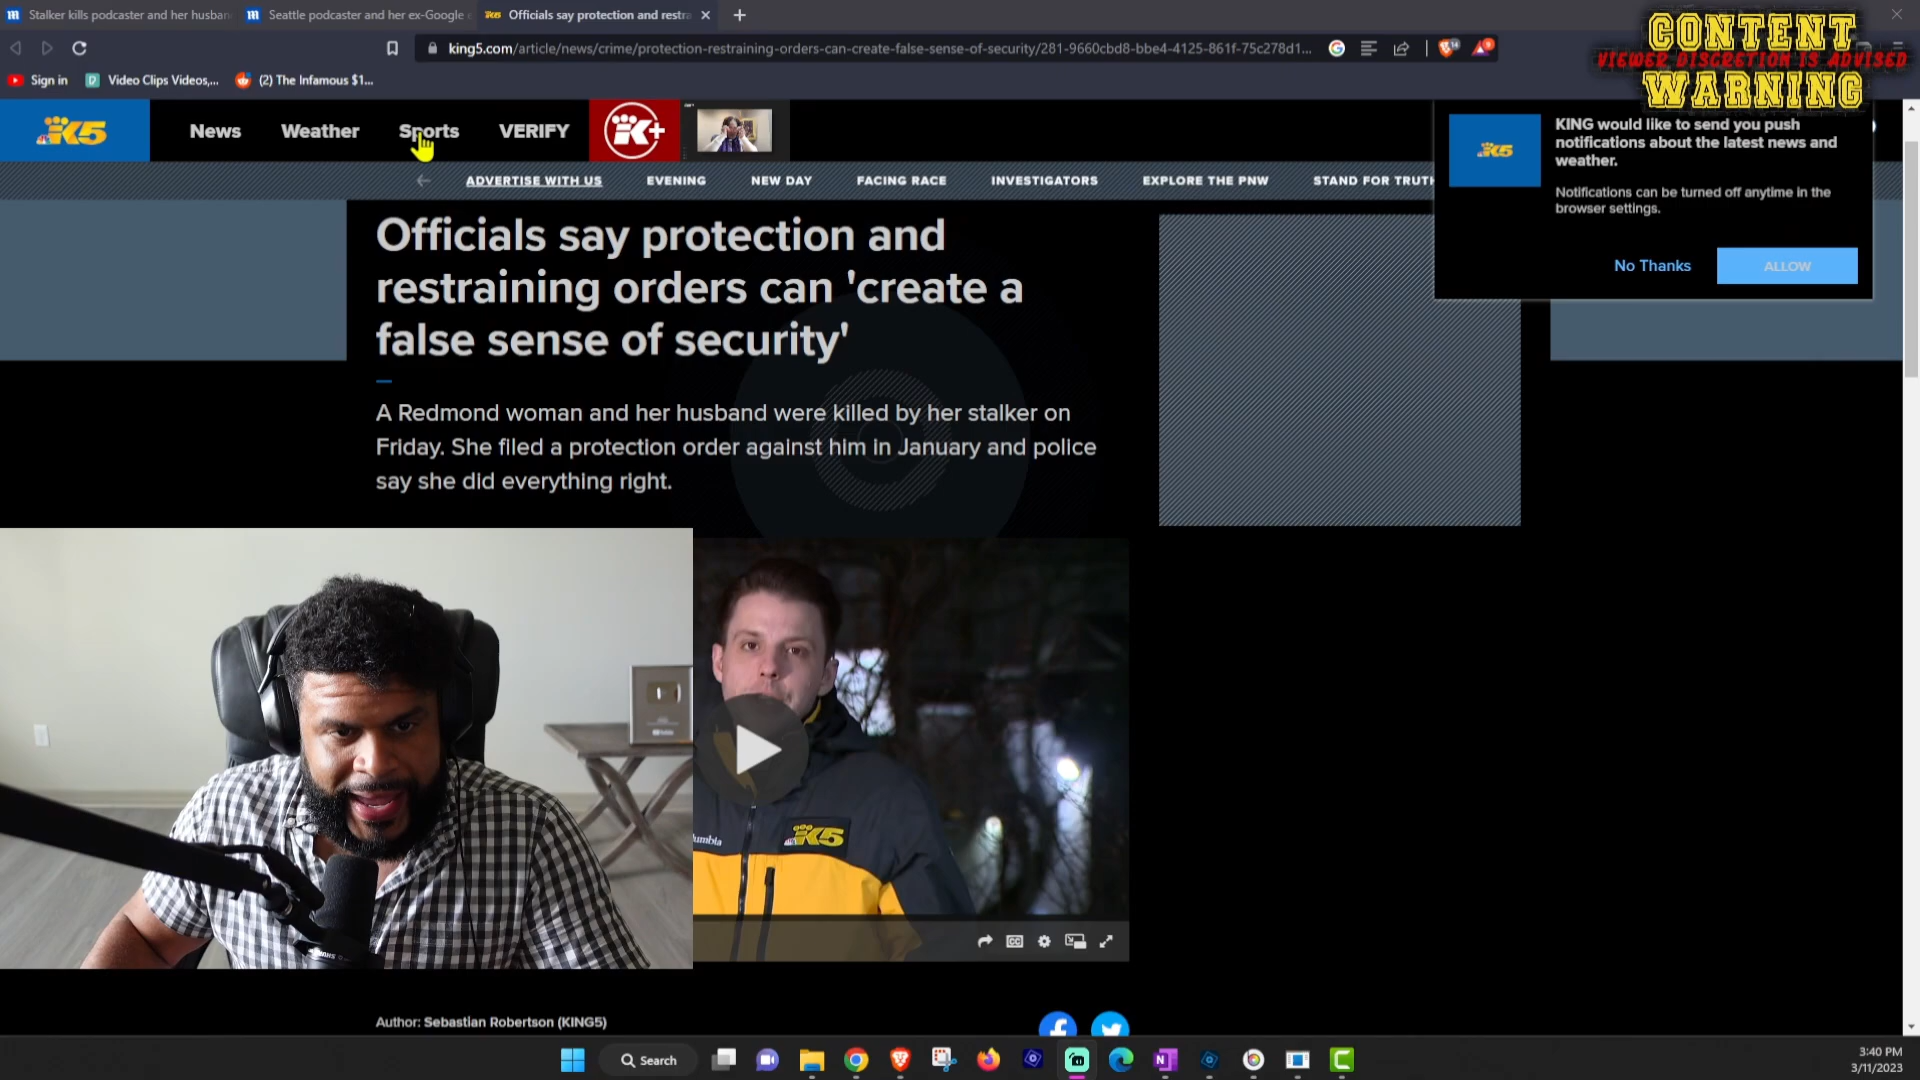 Stalker kills podcaster and her husban
Seattle podcaster and her ex-Google e
Officials say protection and restra
king5.com/article/news/crime/protection-restraining-orders-can-create-false-sense-of-security/281-9660cbd8-bbe4-4125-861f-75c278d1...
CONTENT
VIEWER DISCRETION IS ADVISED
WARNING
Sign in
Video Clips Videos,...
(2) The Infamous $1...
K5
News
Weather
Sports
VERIFY
K+
KING would like to send you push
notifications about the latest news and
weather.
Notifications can be turned off anytime in the
browser settings.
No Thanks
ALLOW
K5
ADVERTISE WITH US
EVENING
NEW DAY
FACING RACE
INVESTIGATORS
EXPLORE THE PNW
STAND FOR TRUTH
Officials say protection and
restraining orders can 'create a
false sense of security'
A Redmond woman and her husband were killed by her stalker on
Friday. She filed a protection order against him in January and police
say she did everything right.
umbia
K5
CC
Author: Sebastian Robertson (KING5)
Search
3:40 PM
3/11/2023